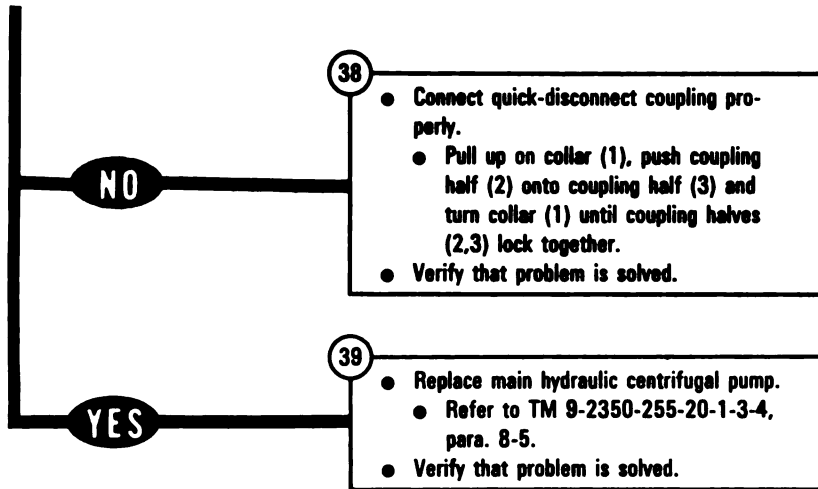 38
● Connect quick-disconnect coupling pro-
perly.
● Pull up on collar (1), push coupling
half (2) onto coupling half (3) and
turn collar (1) until coupling halves
(2,3) lock together.
● Verify that problem is solved.
NO
39
● Replace main hydraulic centrifugal pump.
● Refer to TM 9-2350-255-20-1-3-4,
para. 8-5.
● Verify that problem is solved.
YES